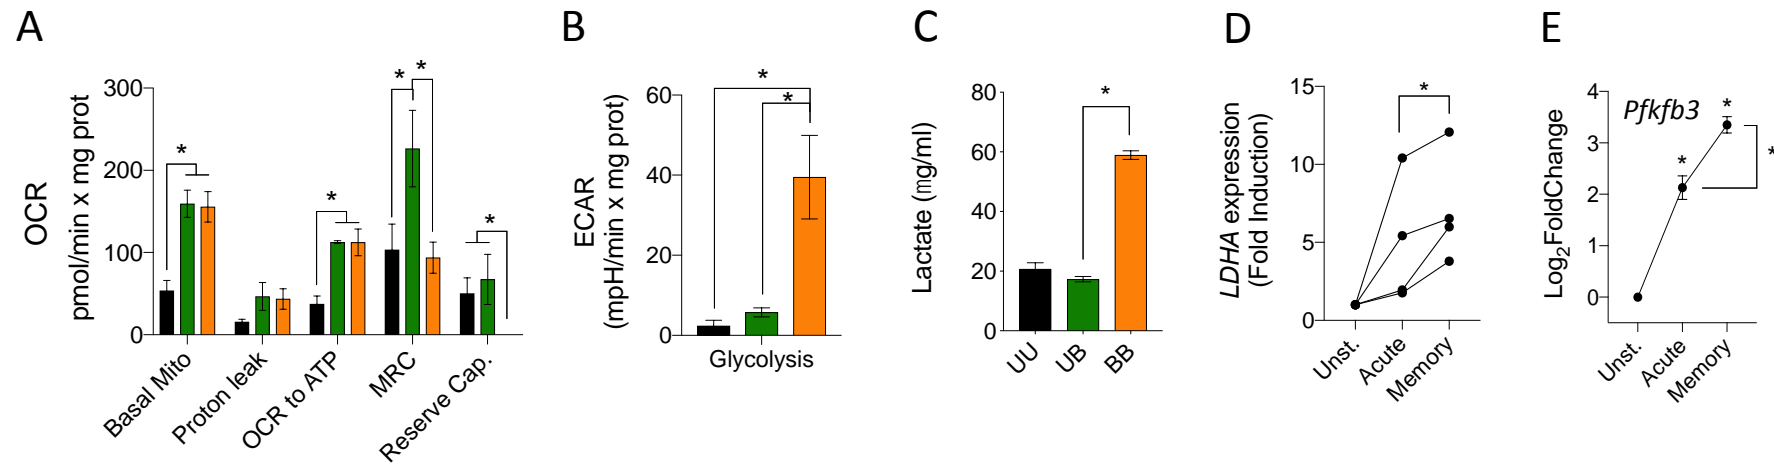 A
OCR
pmol/min x mg prot
300
200
100
0
*
*
*
*
*
Basal Mito
Proton leak
OCR to ATP
MRC
Reserve Cap.
B
ECAR
(mpH/min x mg prot)
60
40
20
0
*
*
Glycolysis
C
Lactate (mg/ml)
80
60
40
20
0
*
UU
UB
BB
D
LDHA expression
(Fold Induction)
15
10
5
0
*
Unst.
Acute
Memory
E
Log2FoldChange
4
3
2
1
0
Pfkfb3
*
*
*
Unst.
Acute
Memory